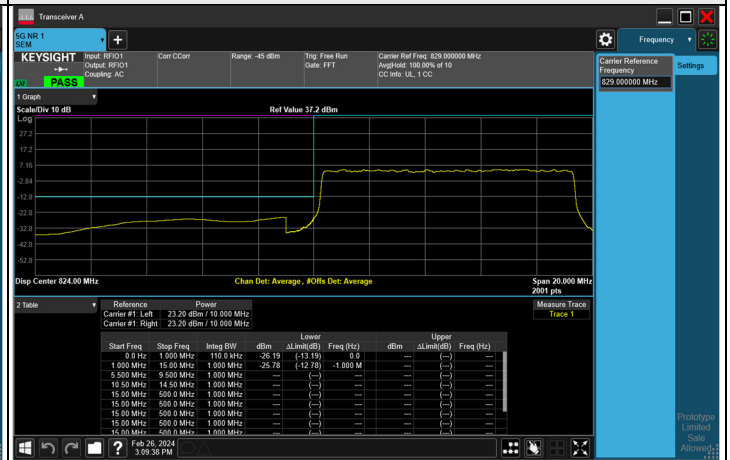 Transceiver A
5G NR 1
SEM
Frequency
KEYSIGHT
Input: RFIO1
Output: RFIO1
Coupling: AC
Corr CCorr
Range: -45 dBm
Trig: Free Run
Gate: FFT
Carrier Ref Freq: 829.000000 MHz
Avg|Hold: 100.00% of 10
CC Info: UL, 1 CC
LXI
PASS
Carrier Reference
Frequency
829.000000 MHz
Settings
1 Graph
Scale/Div 10 dB
Ref Value 37.2 dBm
Log
27.2
17.2
7.16
-2.84
-12.8
-22.8
-32.8
-42.8
-52.8
Disp Center 824.00 MHz
Chan Det: Average, #Offs Det: Average
Span 20.000 MHz
2001 pts
2 Table
Reference Power
Carrier #1: Left 23.20 dBm / 10.000 MHz
Carrier #1: Right 23.20 dBm / 10.000 MHz
Measure Trace
Trace 1
Lower Upper
Start Freq Stop Freq Integ BW dBm ΔLimit(dB) Freq (Hz) dBm ΔLimit(dB) Freq (Hz)
0.0 Hz 1.000 MHz 110.0 kHz -26.19 (-13.19) 0.0 --- (---) ---
1.000 MHz 15.00 MHz 1.000 MHz -25.78 (-12.78) -1.000 M --- (---) ---
5.500 MHz 9.500 MHz 1.000 MHz --- (---) --- --- (---) ---
10.50 MHz 14.50 MHz 1.000 MHz --- (---) --- --- (---) ---
15.00 MHz 500.0 MHz 1.000 MHz --- (---) --- --- (---) ---
15.00 MHz 500.0 MHz 1.000 MHz --- (---) --- --- (---) ---
15.00 MHz 500.0 MHz 1.000 MHz --- (---) --- --- (---) ---
15.00 MHz 500.0 MHz 1.000 MHz --- (---) --- --- (---) ---
15.00 MHz 500.0 MHz 1.000 MHz --- (---) --- --- (---) ---
Feb 26, 2024
3:09:38 PM
Prototype
Limited
Sale
Allowed